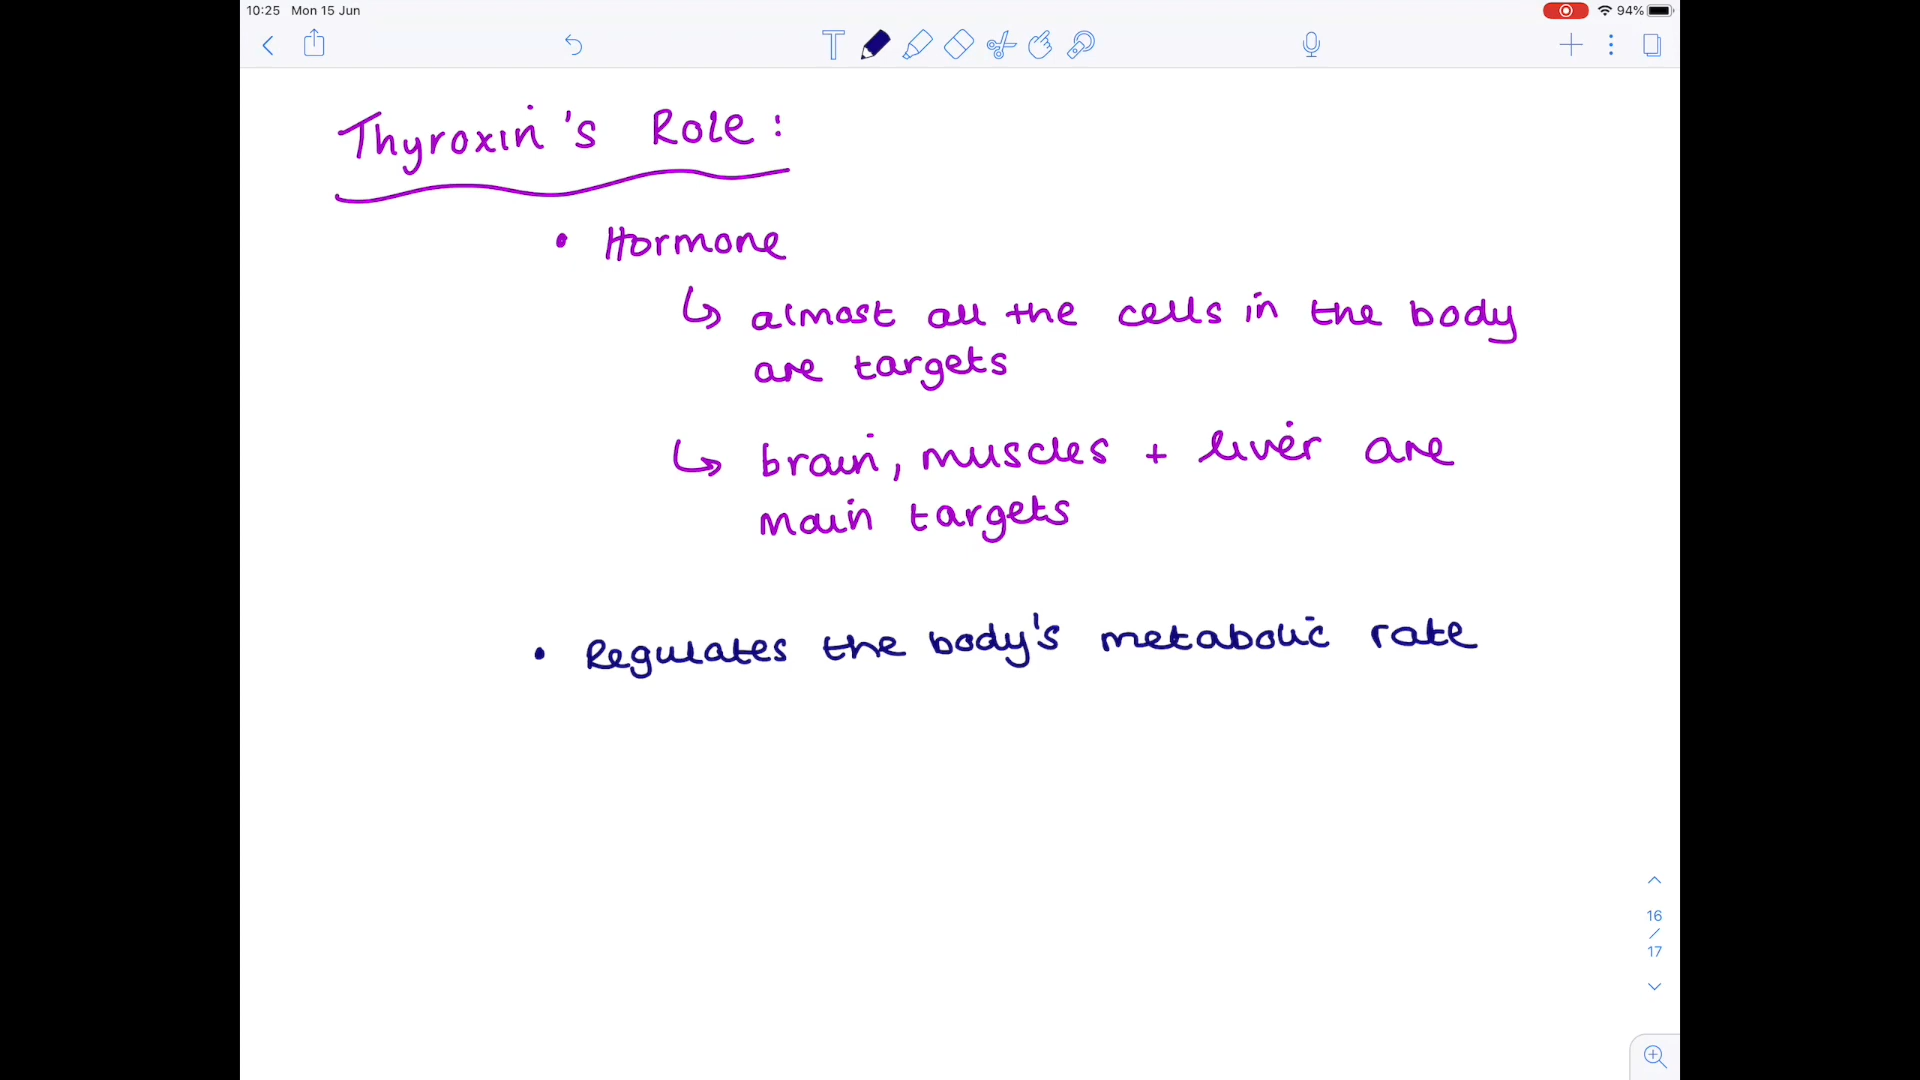 10:25 Mon 15 Jun
94%
Thyroxin's Role:
• Hormone
↳ almost all the cells in the body
are targets
↳ brain, muscles + liver are
main targets
• Regulates the body's metabolic rate
16
/
17